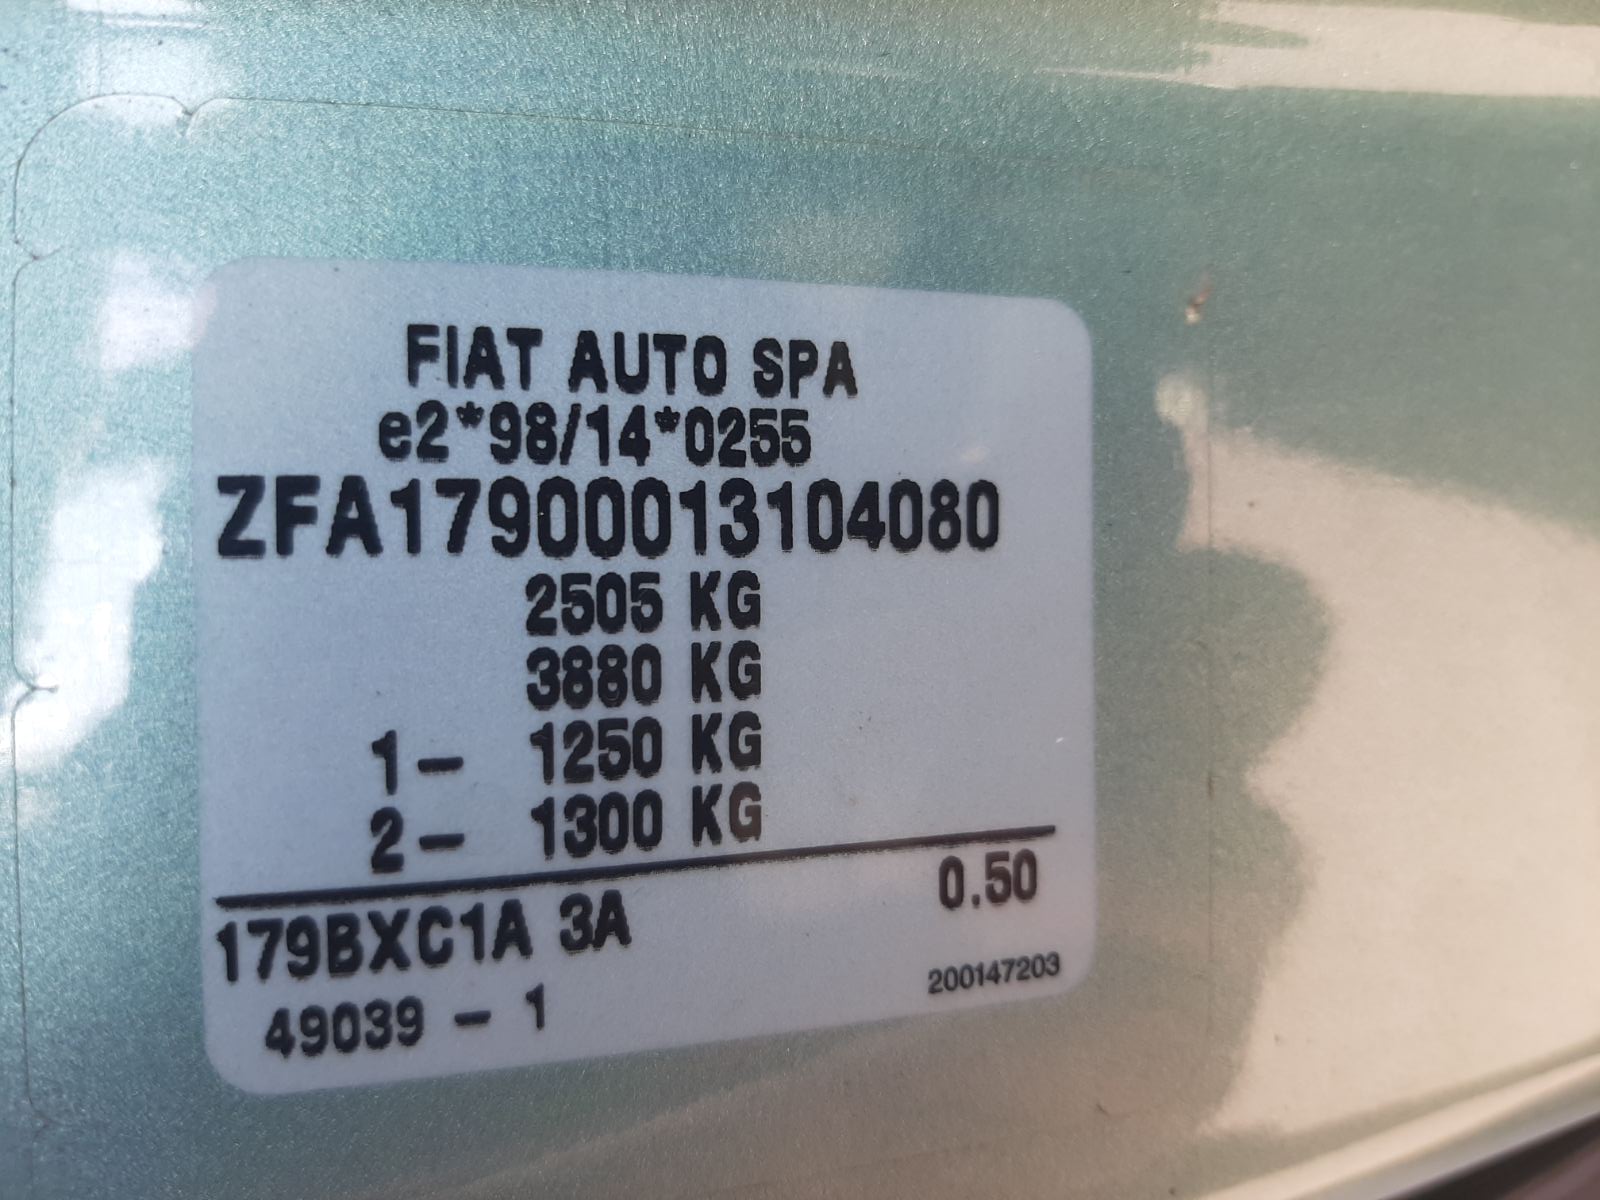 FIAT AUTO SPA
e2*98/14*0255
ZFA17900013104080
2505 KG
3880 KG
1- 1250 KG
2- 1300 KG
179BXC1A 3A 0.50
49039 - 1 200147203